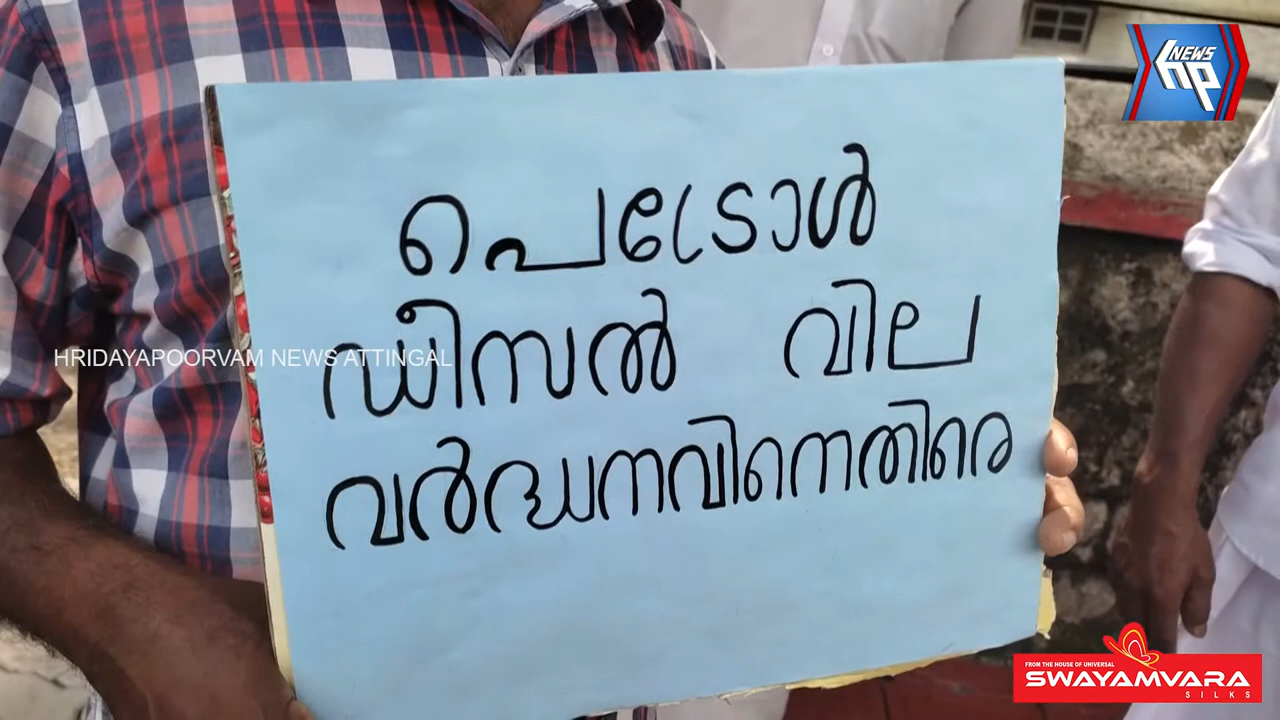 NEWS
hp
പെട്രോൾ
ഡീസൽ വില
വർദ്ധനവിനെതിരെ
HRIDAYAPOORVAM NEWS ATTINGAL
FROM THE HOUSE OF UNIVERSAL
SWAYAMVARA
SILKS